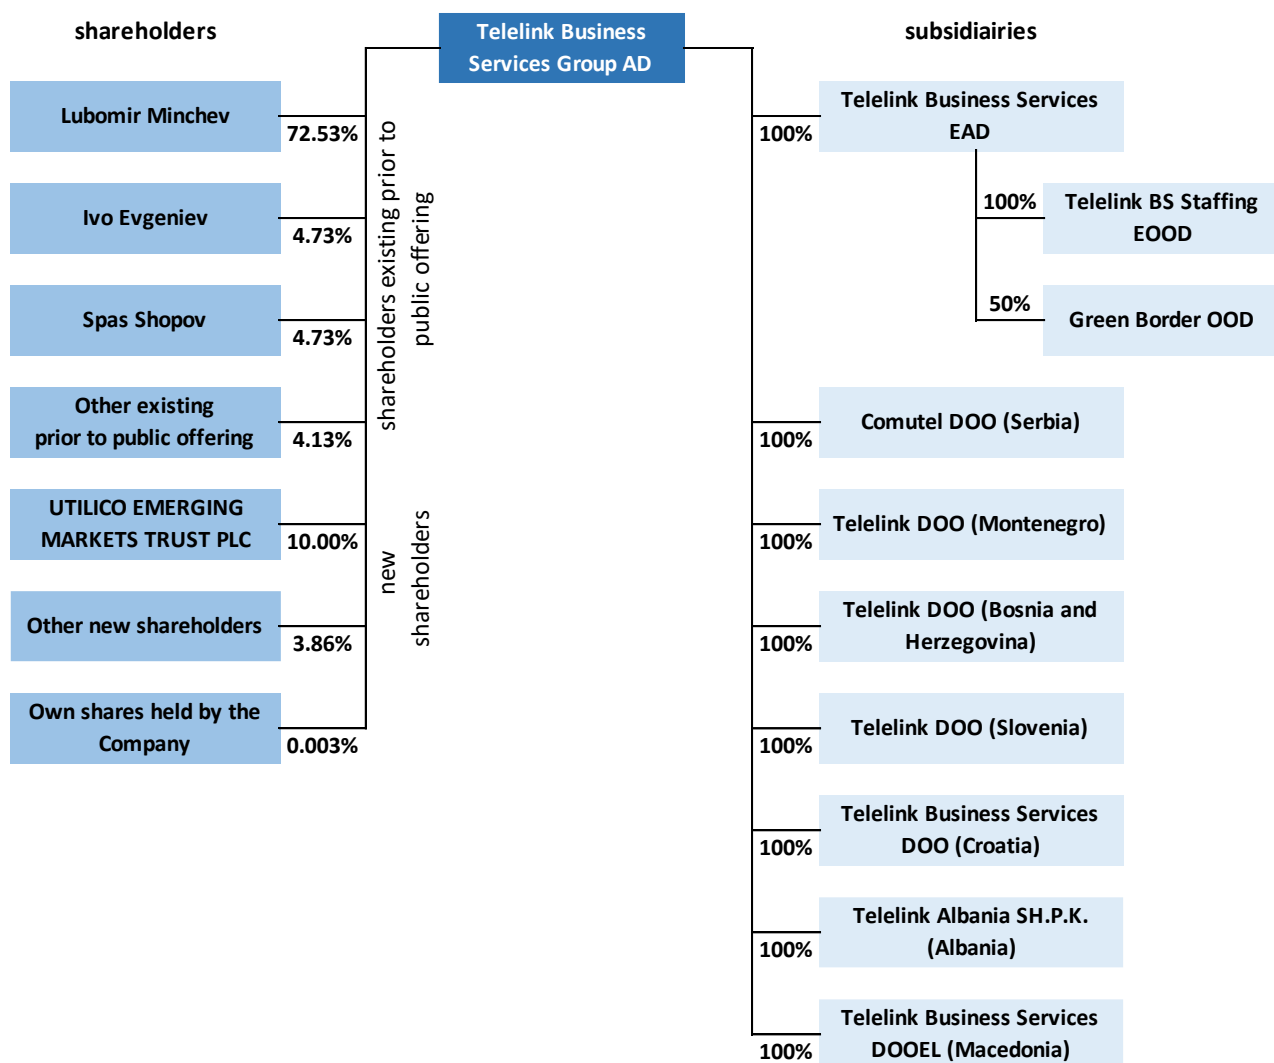 shareholders
Telelink Business
Services Group AD
subsidiairies
Lubomir Minchev
72.53%
Ivo Evgeniev
4.73%
Spas Shopov
4.73%
Other existing
prior to public offering
4.13%
UTILICO EMERGING
MARKETS TRUST PLC
10.00%
Other new shareholders
3.86%
Own shares held by the
Company
0.003%
shareholders existing prior to
public offering
new
shareholders
Telelink Business Services
EAD
100%
100%
Telelink BS Staffing
EOOD
50%
Green Border OOD
Comutel DOO (Serbia)
100%
Telelink DOO (Montenegro)
100%
Telelink DOO (Bosnia and
Herzegovina)
100%
Telelink DOO (Slovenia)
100%
Telelink Business Services
DOO (Croatia)
100%
Telelink Albania SH.P.K.
(Albania)
100%
Telelink Business Services
DOOEL (Macedonia)
100%